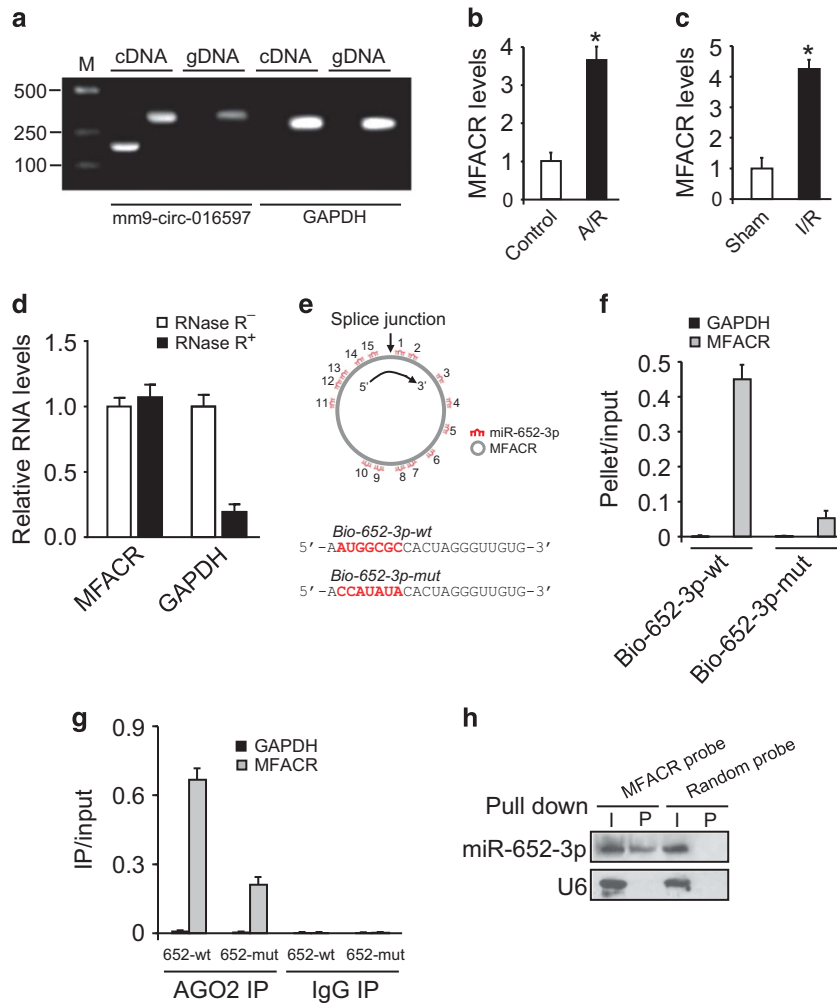 a
M
cDNA gDNA cDNA gDNA
500
250
100
mm9-circ-016597
GAPDH
b
MFACR levels
4
3
2
1
0
*
Control
A/R
c
MFACR levels
5
4
3
2
1
0
*
Sham
I/R
d
RNase R⁻
RNase R⁺
Relative RNA levels
1.5
1.0
0.5
0.0
MFACR
GAPDH
e
Splice junction
1
2
3
4
5
6
7
8
9
10
11
12
13
14
15
5'
3'
miR-652-3p
MFACR
Bio-652-3p-wt
5'-AAUGGCGCCACUAGGGUUGUG-3'
Bio-652-3p-mut
5'-ACCAUAUACACUAGGGUUGUG-3'
f
GAPDH
MFACR
Pellet/input
0.5
0.4
0.3
0.2
0.1
0
Bio-652-3p-wt
Bio-652-3p-mut
g
GAPDH
MFACR
IP/input
0.9
0.6
0.3
0
652-wt 652-mut 652-wt 652-mut
AGO2 IP
IgG IP
h
MFACR probe
Random probe
Pull down
I P I P
miR-652-3p
U6